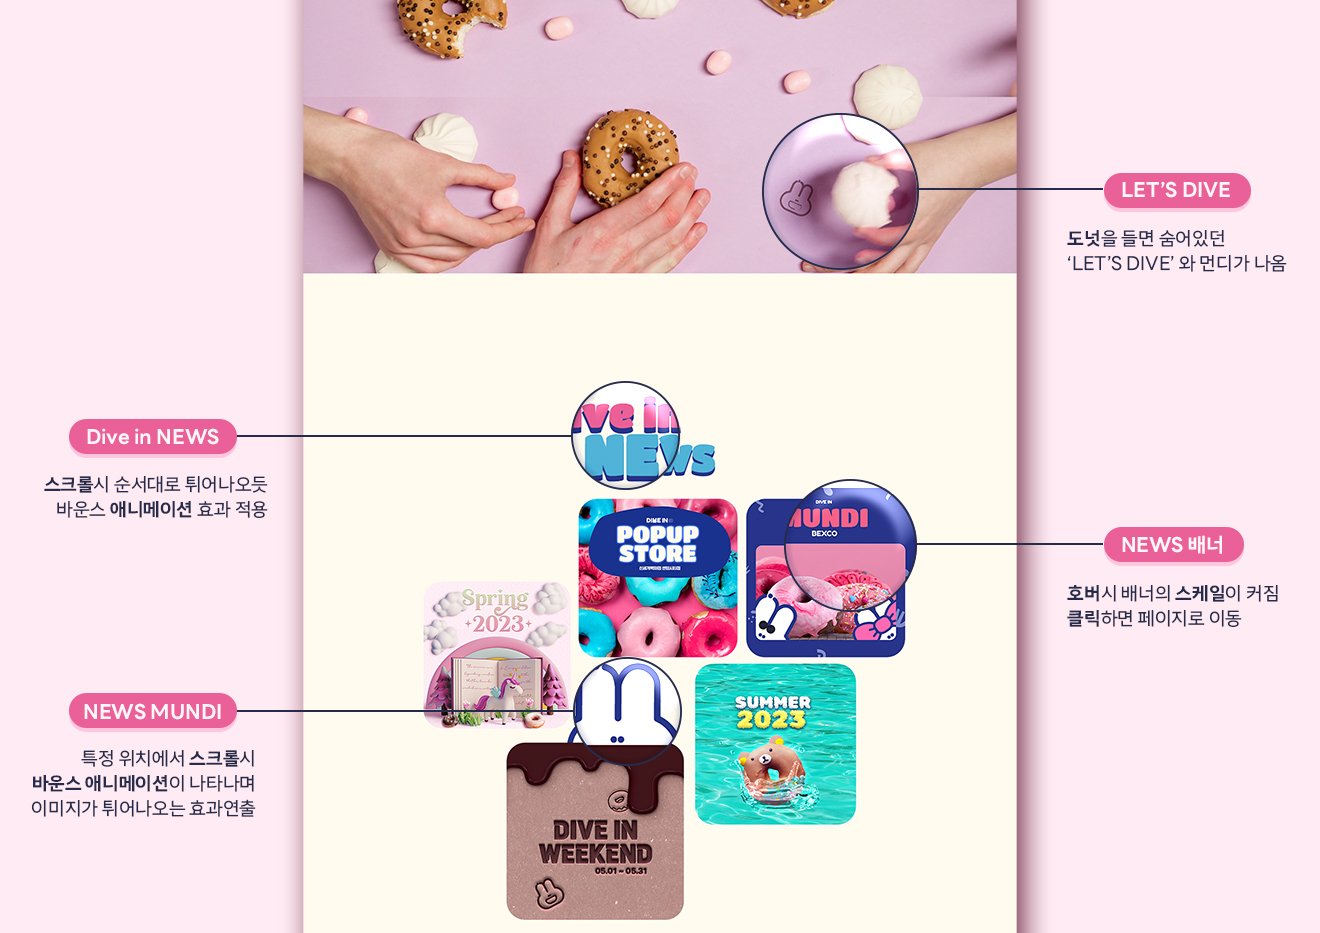 LET'S DIVE
도넛을 들면 숨어있던
‘LET’S DIVE’ 와 먼디가 나옴
Dive in NEWS
스크롤시 순서대로 튀어나오듯
바운스 애니메이션 효과 적용
ive in
NEWS
NEWS 배너
호버시 배너의 스케일이 커짐
클릭하면 페이지로 이동
DIVE IN
POPUP
STORE
DIVE IN
MUNDI
BEXCO
Spring
2023
NEWS MUNDI
특정 위치에서 스크롤시
바운스 애니메이션이 나타나며
이미지가 튀어나오는 효과연출
SUMMER
2023
DIVE IN
WEEKEND
05.01 – 05.31